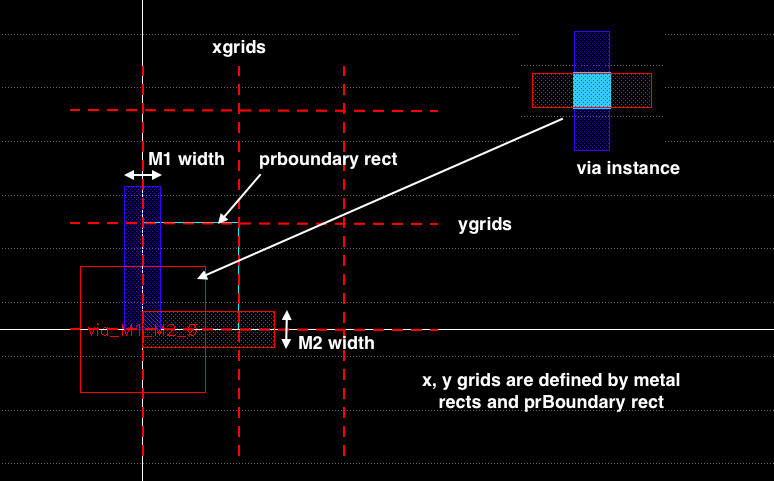 xgrids
M1 width
prboundary rect
via instance
ygrids
via_M1_M2_0
M2 width
x, y grids are defined by metal
rects and prBoundary rect